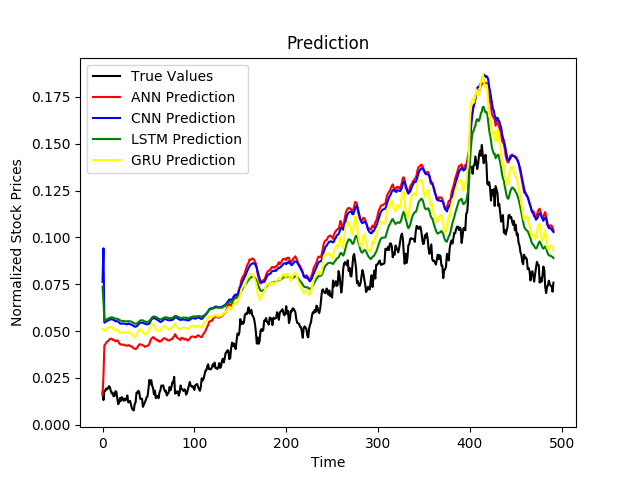 Prediction
True Values
ANN Prediction
CNN Prediction
LSTM Prediction
GRU Prediction
Normalized Stock Prices
0.175
0.150
0.125
0.100
0.075
0.050
0.025
0.000
0
100
200
300
400
500
Time